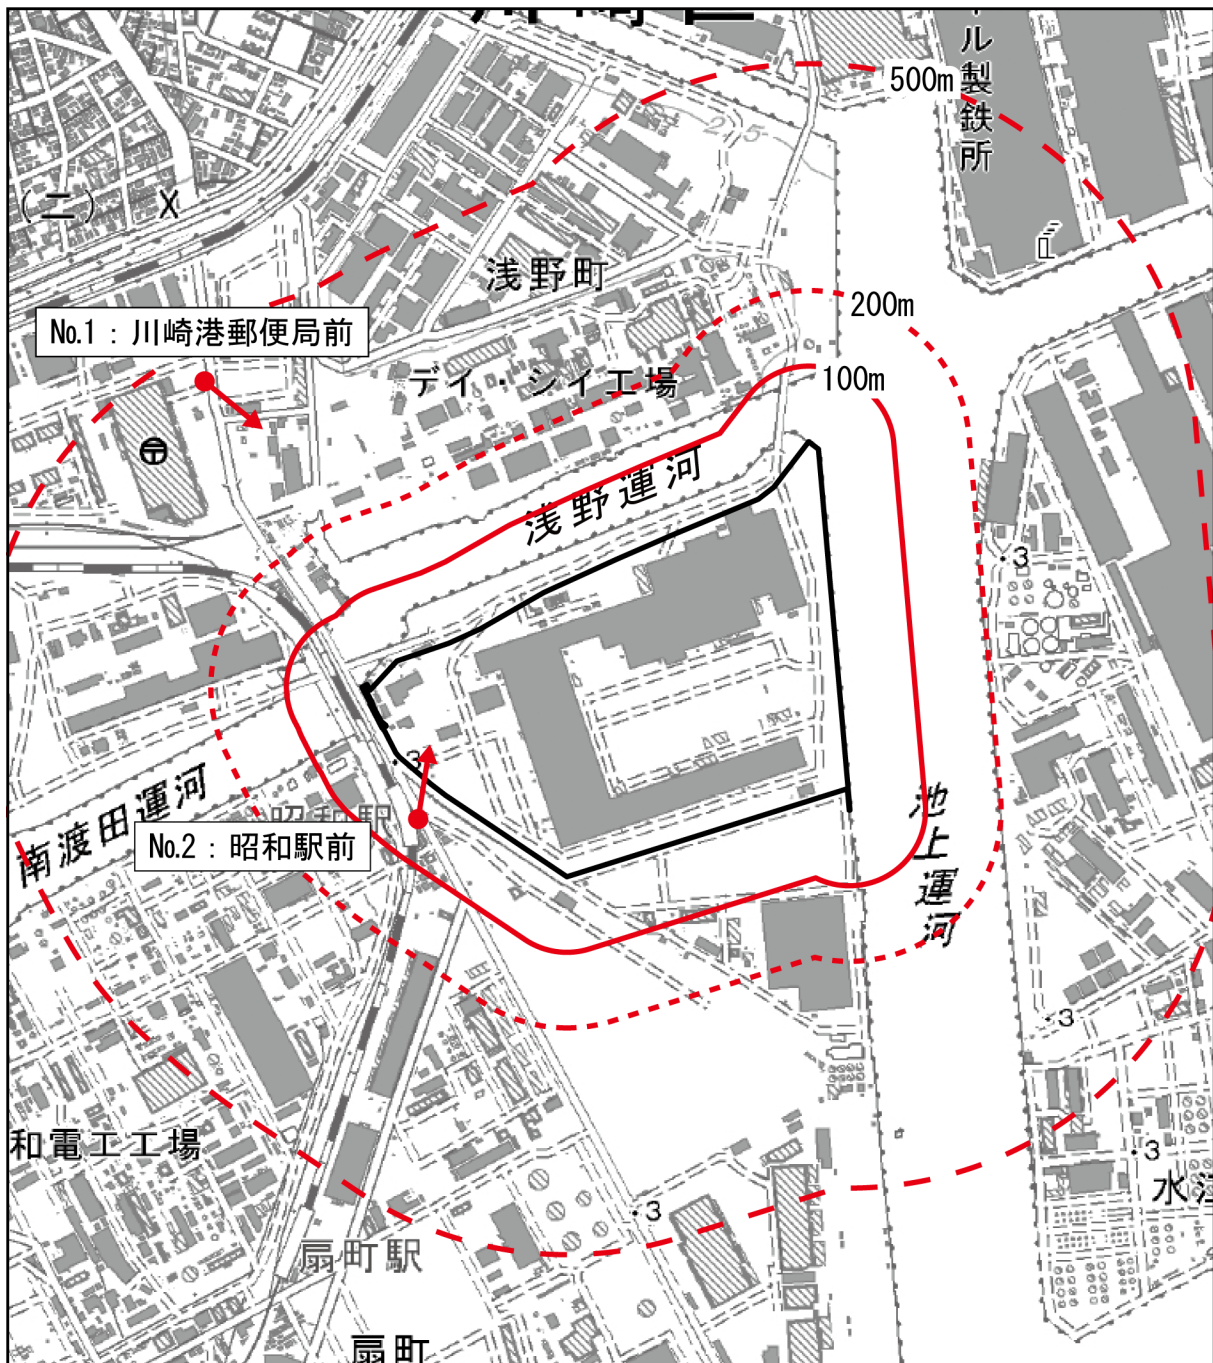 ル製鉄所
500m
25
(二)
X
浅野町
No.1：川崎港郵便局前
200m
デイ・シイ工場
100m
浅野運河
3
3
昭和駅
南渡田運河
No.2：昭和駅前
池上運河
3
和電工工場
3
水江
3
扇町駅
扇町